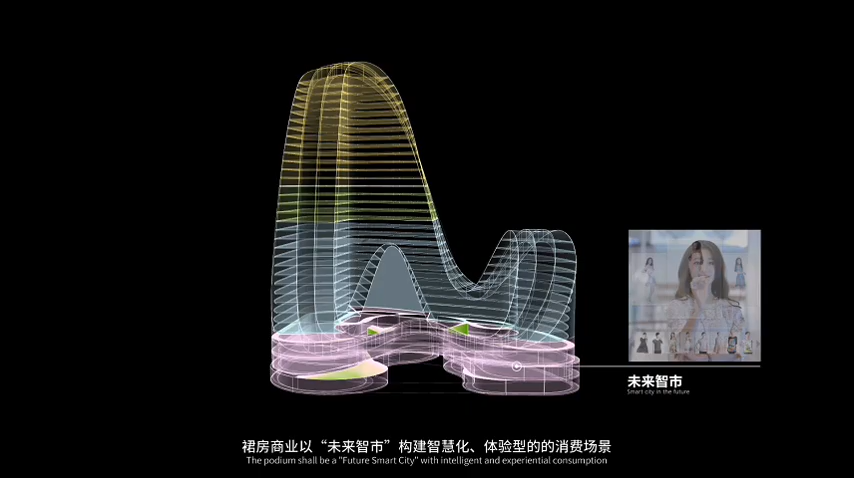 未来智市
Smart city in the future
裙房商业以“未来智市”构建智慧化、体验型的的消费场景
The podium shall be a "Future Smart City" with intelligent and experiential consumption